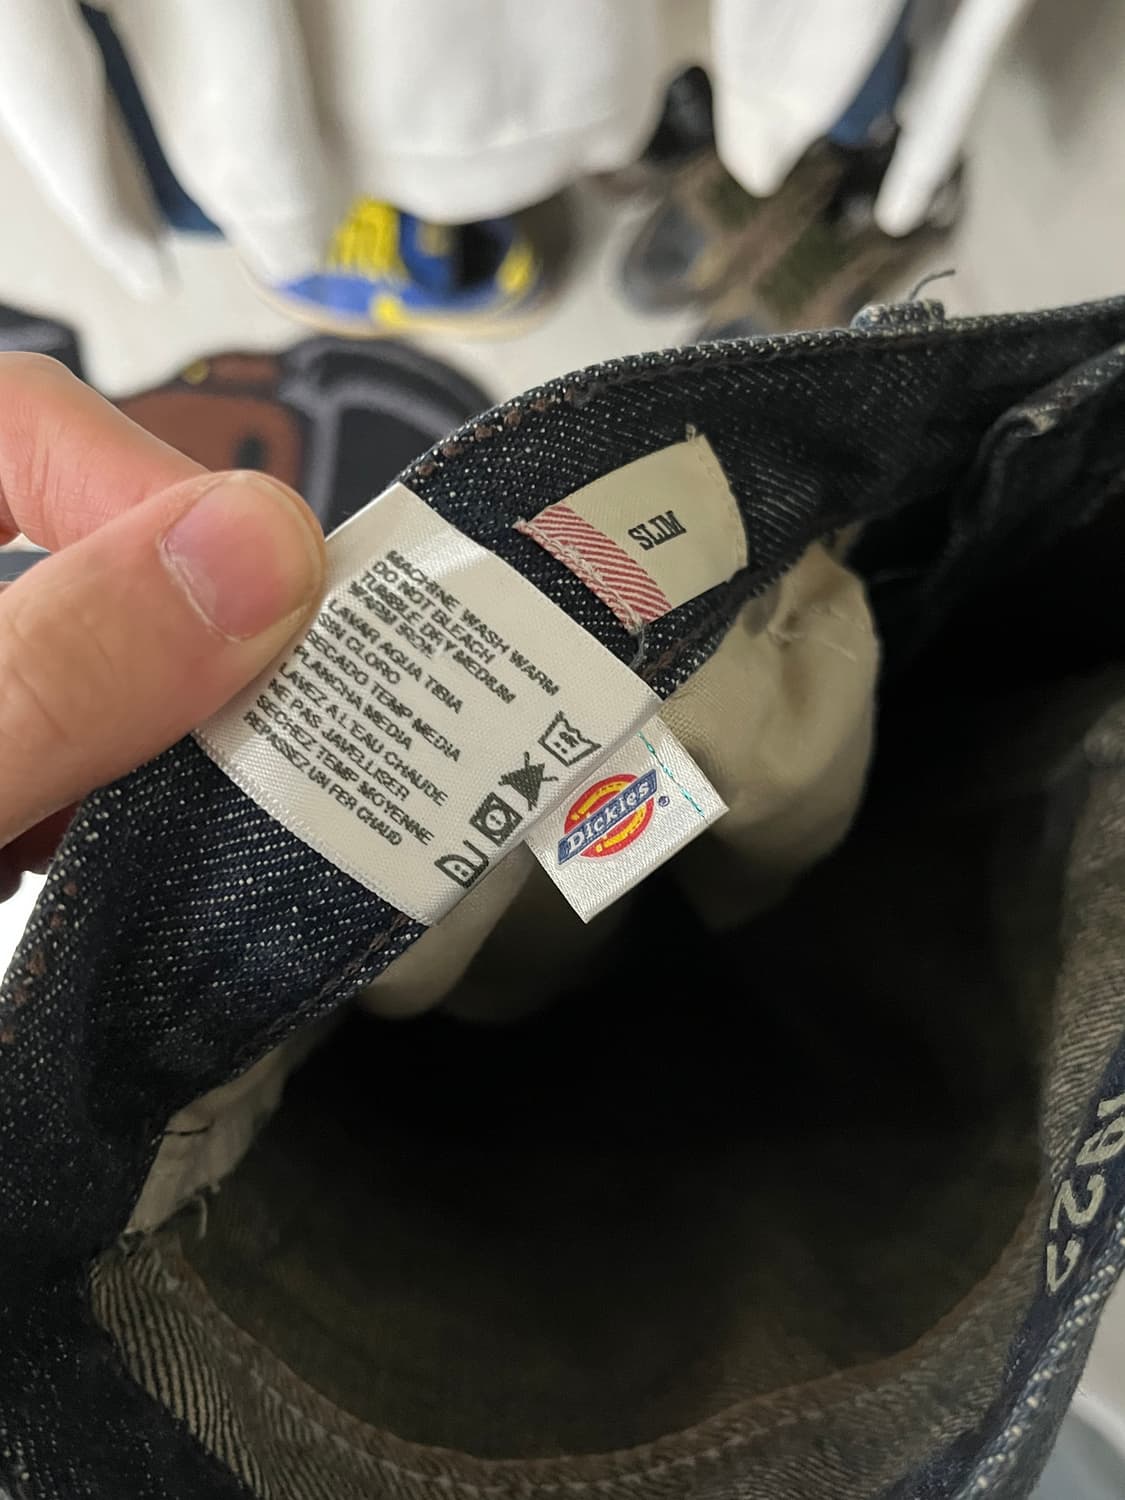 SLIM
MACHINE WASH WARM
DO NOT BLEACH
TUMBLE DRY MEDIUM
WARM IRON
LAVAR AGUA TIBIA
SIN CLORO
SECADO TEMP MEDIA
PLANCHA MEDIA
LAVEZ A L'EAU CHAUDE
NE PAS JAVELLISER
SECHEZ TEMP MOYENNE
REPASSEZ UN FER CHAUD
Dickies®